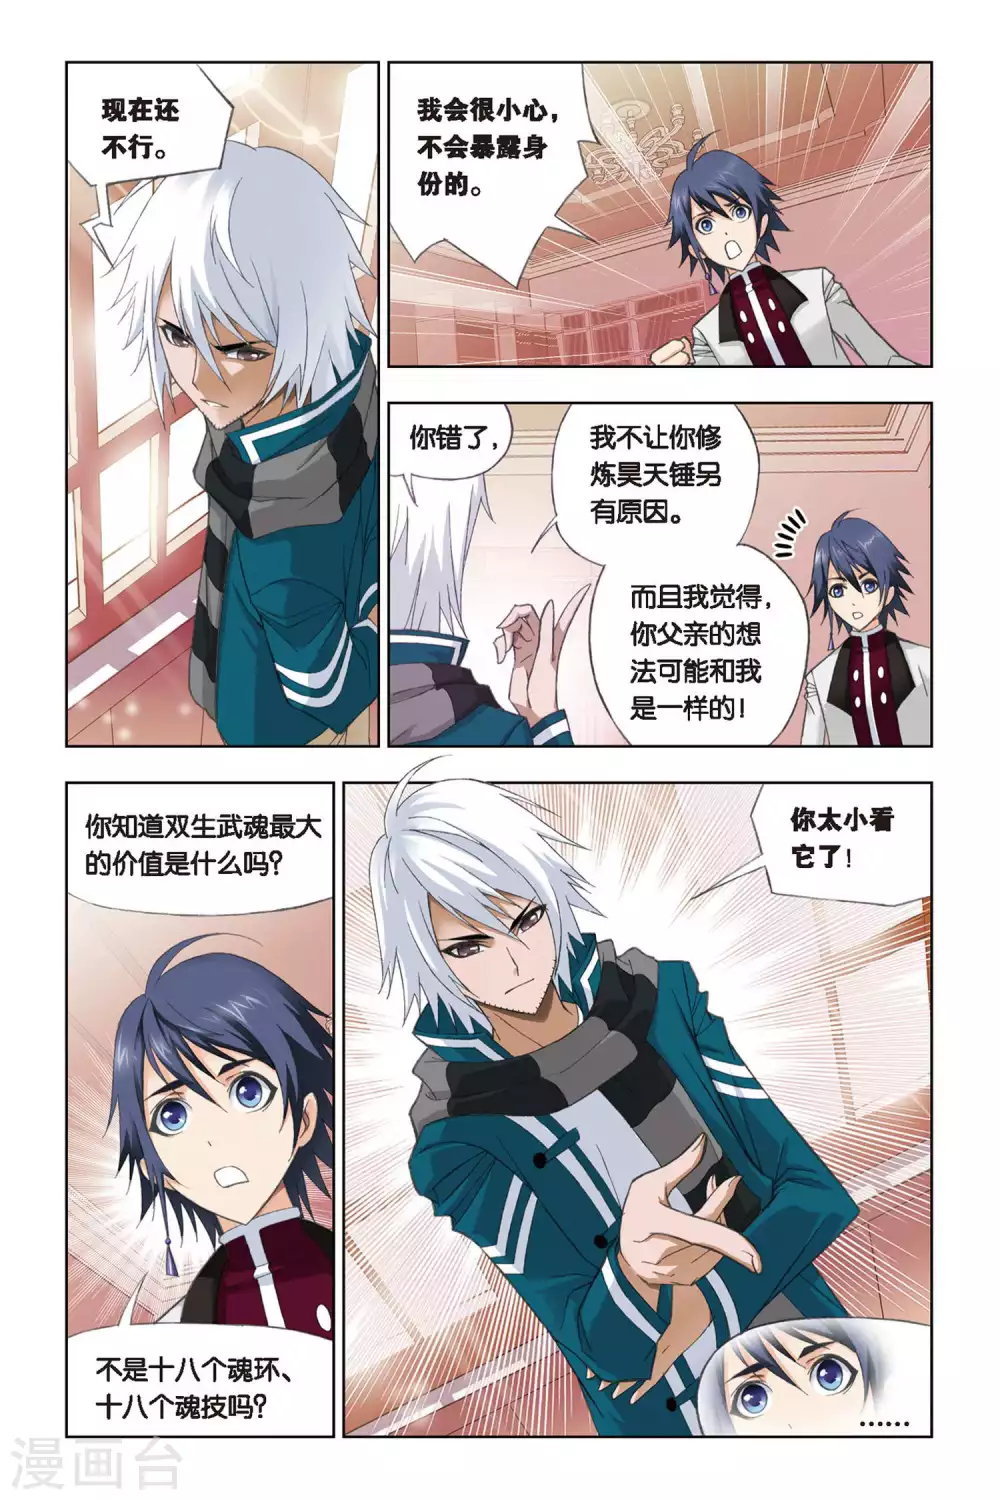 现在还
不行。
我会很小心，
不会暴露身
份的。
你错了，
我不让你修
炼昊天锤另
有原因。
而且我觉得，
你父亲的想
法可能和我
是一样的！
你知道双生武魂最大
的价值是什么吗？
不是十八个魂环、
十八个魂技吗？
你太小看
它了！
……
漫画台